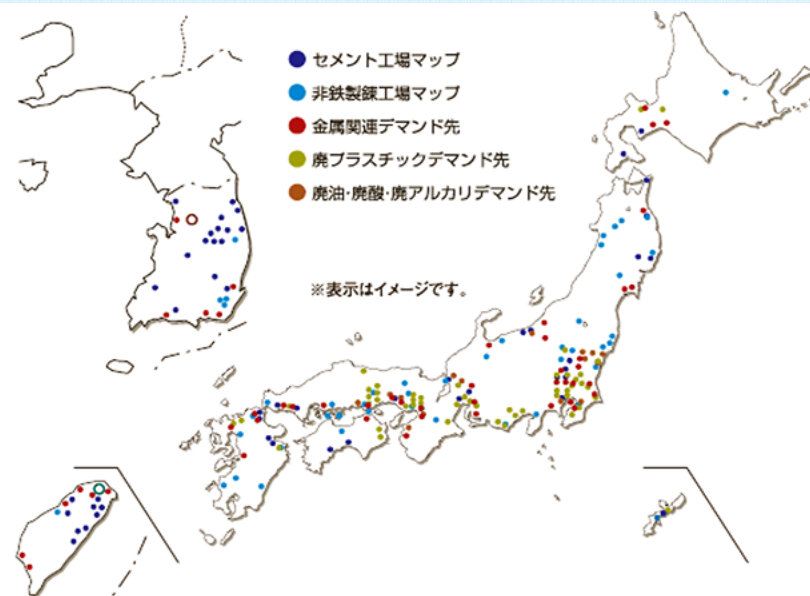 セメント工場マップ
非鉄製錬工場マップ
金属関連デマンド先
廃プラスチックデマンド先
廃油・廃酸・廃アルカリデマンド先
※表示はイメージです。